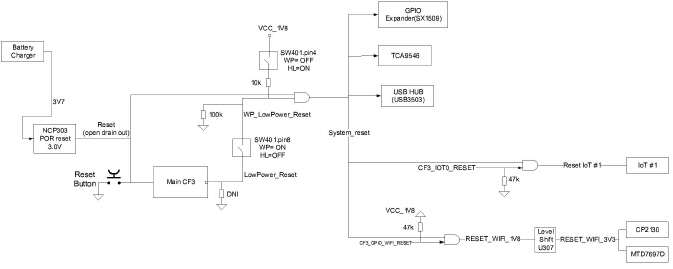 GPIO
Expander(SX1509)
VCC_1V8
Battery
Charger
SW401.pin4
WP= OFF
HL=ON
TCA9546
10k
USB HUB
(USB3503)
3V7
100k
WP_LowPower_Reset
NCP303
POR reset
3.0V
Reset
(open drain out)
System_reset
SW401.pin6
WP= ON
HL=OFF
Reset
Button
Main CF3
LowPower_Reset
DNI
CF3_IOT0_RESET
Reset IoT #1
IoT #1
47k
VCC_1V8
47k
CF3_GPIO_WIFI_RESET
RESET_WIFI_1V8
Level
Shift
U307
RESET_WIFI_3V3
CP2130
MTD7697D